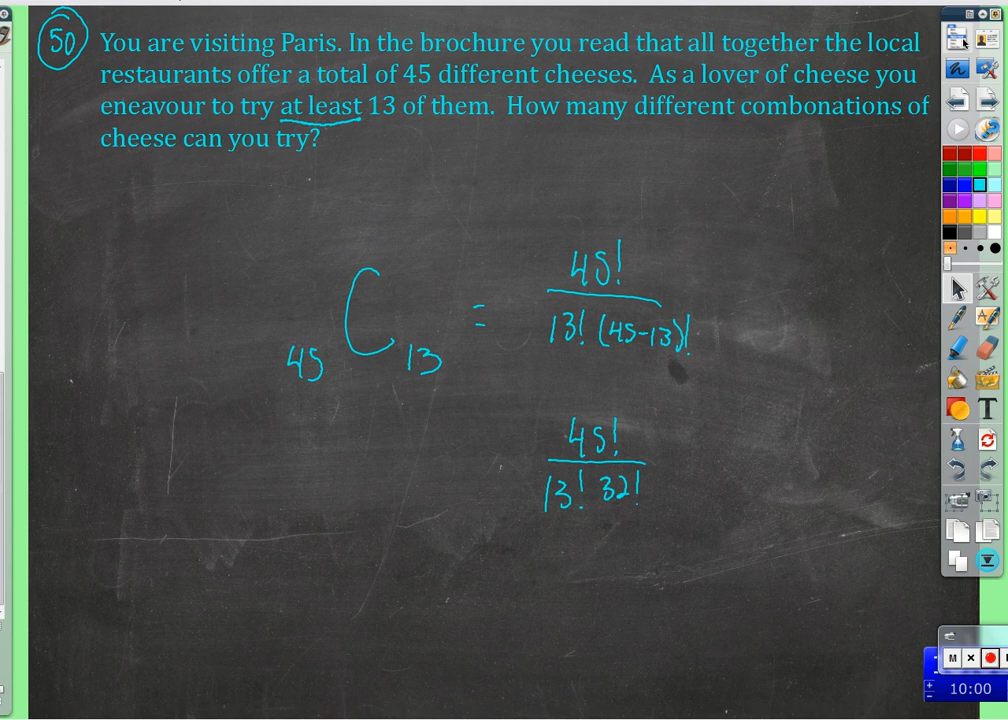 50 You are visiting Paris. In the brochure you read that all together the local
restaurants offer a total of 45 different cheeses. As a lover of cheese you
eneavour to try at least 13 of them. How many different combonations of
cheese can you try?
45 C 13 = 45! / 13! (45-13)!
45! / 13! 32!
T
M
10:00